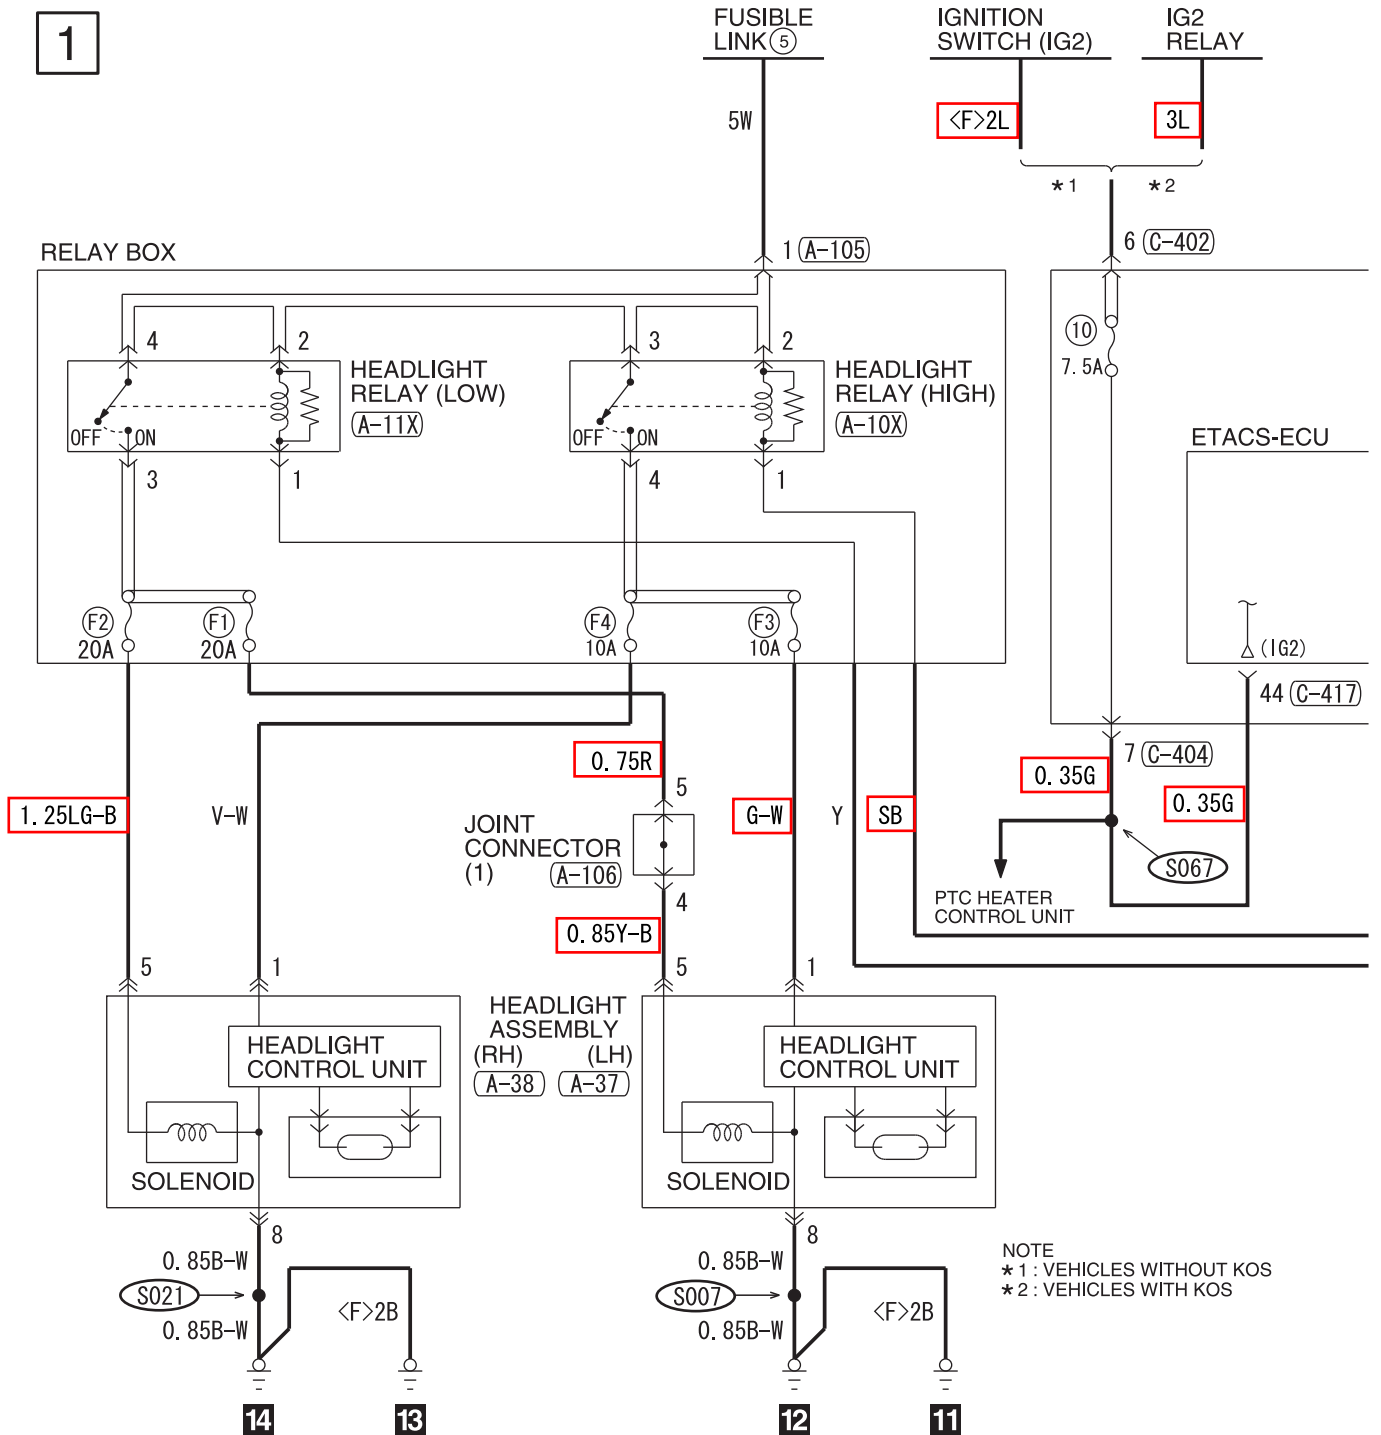 1
FUSIBLE
LINK 5
IGNITION
SWITCH (IG2)
IG2
RELAY
5W
<F>2L
3L
*1
*2
RELAY BOX
1 (A-105)
6 (C-402)
4
2
3
2
HEADLIGHT
RELAY (LOW)
A-11X
HEADLIGHT
RELAY (HIGH)
A-10X
OFF
ON
OFF
ON
10
7.5A
3
1
4
1
ETACS-ECU
F2
20A
F1
20A
F4
10A
F3
10A
(IG2)
44 (C-417)
7 (C-404)
0.75R
0.35G
0.35G
5
1.25LG-B
V-W
G-W
Y
SB
JOINT
CONNECTOR
(1)
A-106
S067
4
PTC HEATER
CONTROL UNIT
0.85Y-B
5
1
5
1
HEADLIGHT
ASSEMBLY
(RH)
(LH)
A-38
A-37
HEADLIGHT
CONTROL UNIT
HEADLIGHT
CONTROL UNIT
SOLENOID
SOLENOID
8
8
0.85B-W
0.85B-W
NOTE
*1 : VEHICLES WITHOUT KOS
*2 : VEHICLES WITH KOS
S021
<F>2B
S007
<F>2B
0.85B-W
0.85B-W
14
13
12
11